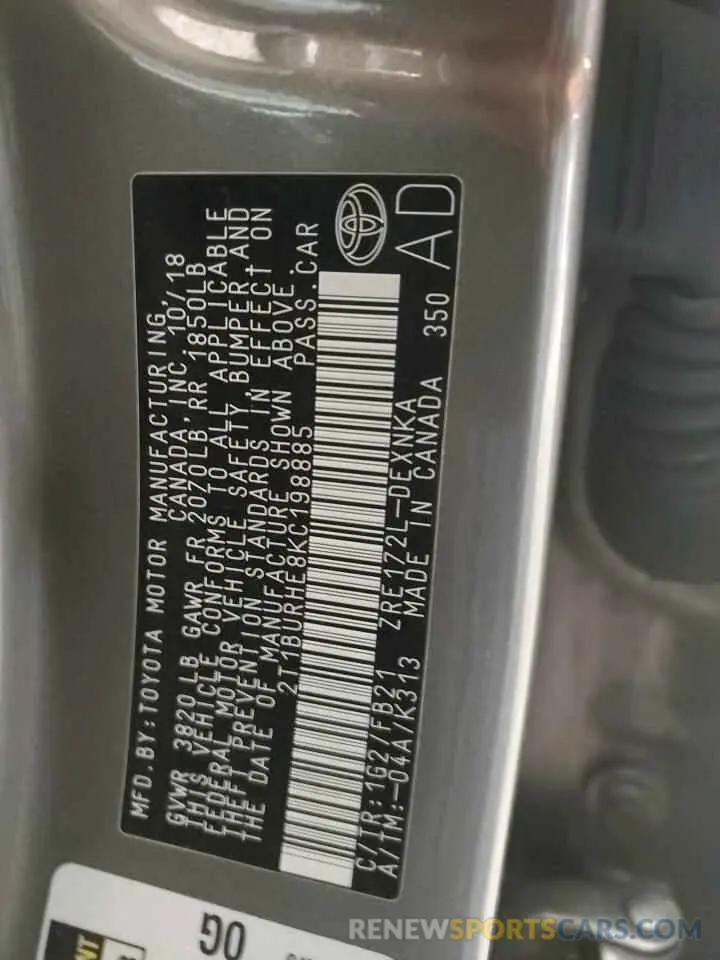 MFD. BY: TOYOTA MOTOR MANUFACTURING
CANADA, INC. 10/18
GVWR 3820 LB GAWR FR 2070LB, RR 1850LB
THIS VEHICLE CONFORMS TO ALL APPLICABLE
FEDERAL MOTOR VEHICLE SAFETY, BUMPER, AND
THEFT PREVENTION STANDARDS IN EFFECT ON
THE DATE OF MANUFACTURE SHOWN ABOVE.
2T1BURHE8KC198885 PASS. CAR
C/TR: 1G2/FB21 ZRE172L-DEXNKA
A/TM: -04A/K313 MADE IN CANADA 350 AD
OG
RENEWSPORTSCARS.COM